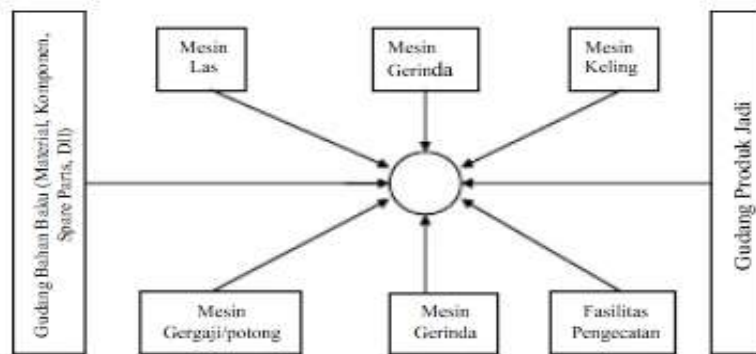 Gudang Bahan Baku (Material, Komponen,
Spare Parts, Dll)
Mesin
Las
Mesin
Gerinda
Mesin
Keling
Mesin
Gergaji/potong
Mesin
Gerinda
Fasilitas
Pengecatan
Gudang Produk Jadi